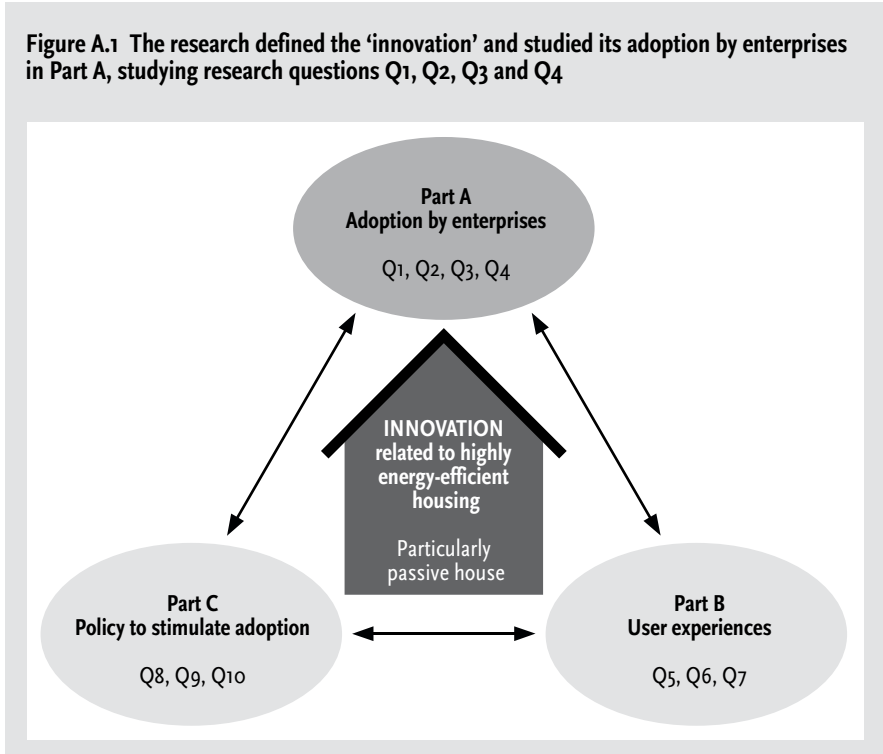 Figure A.1 The research defined the ‘innovation’ and studied its adoption by enterprises
in Part A, studying research questions Q1, Q2, Q3 and Q4
Part A
Adoption by enterprises
Q1, Q2, Q3, Q4
INNOVATION
related to highly
energy-efficient
housing
Particularly
passive house
Part C
Policy to stimulate adoption
Q8, Q9, Q10
Part B
User experiences
Q5, Q6, Q7